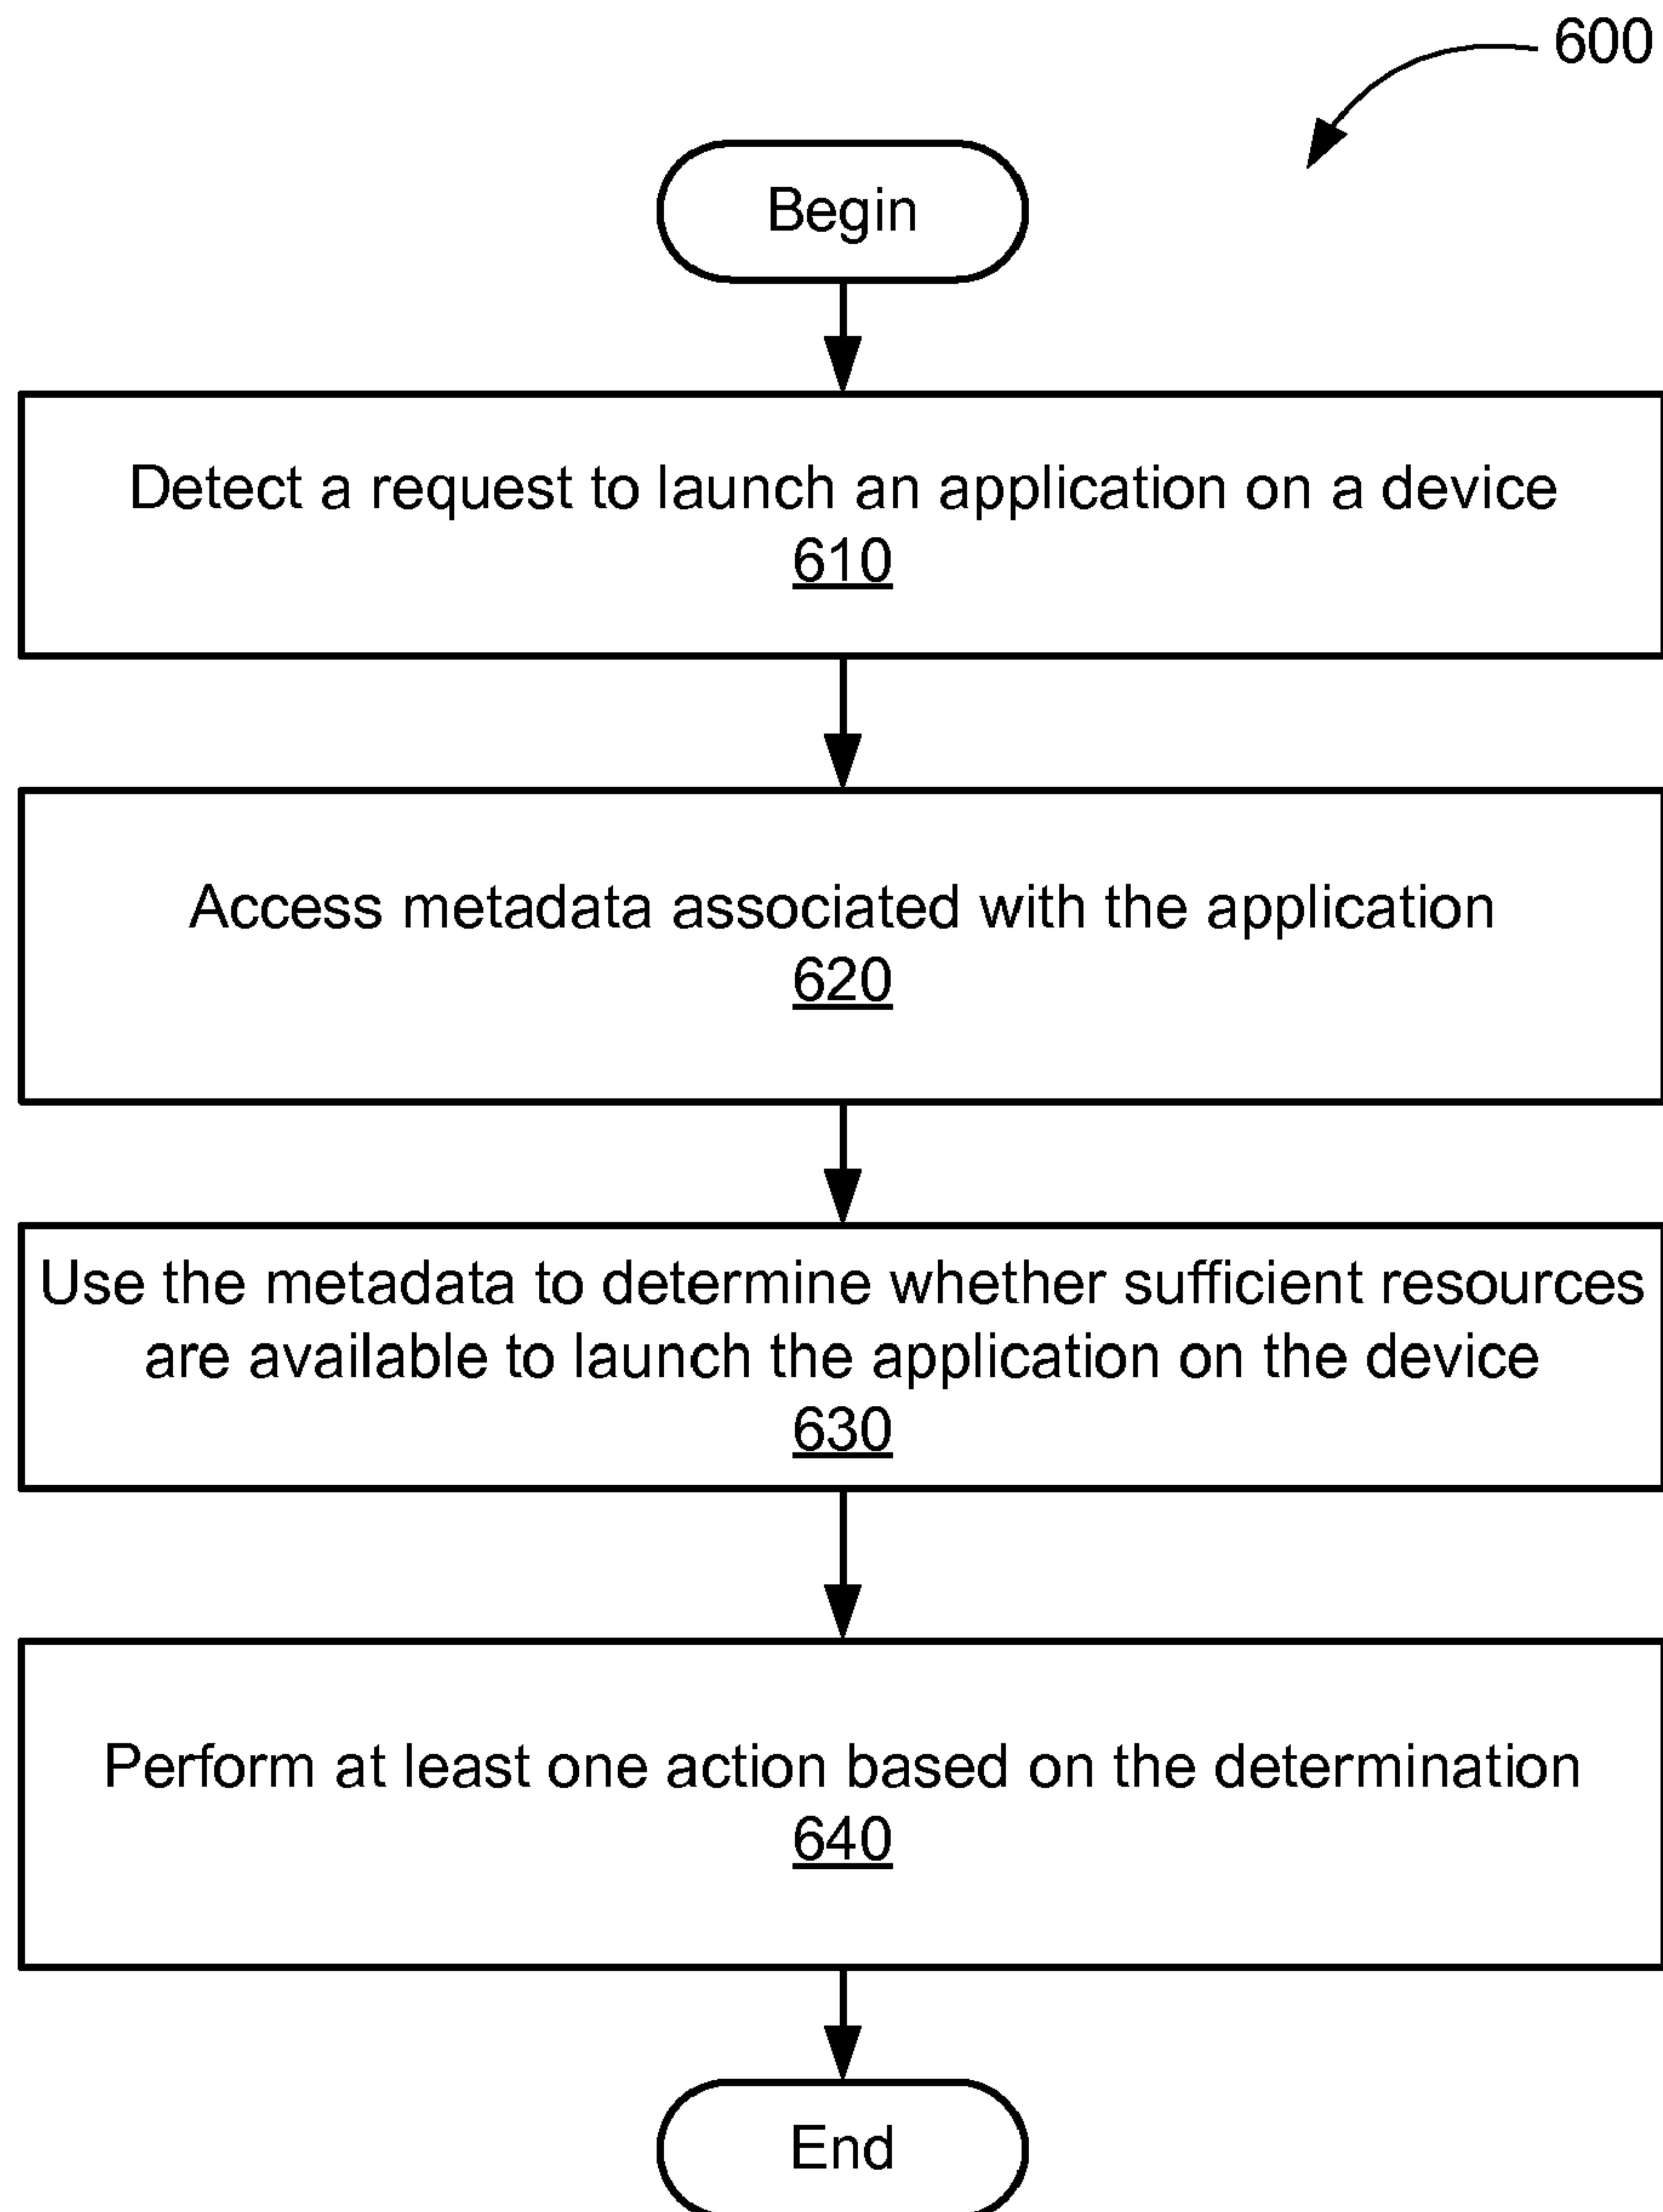 600
Begin
Detect a request to launch an application on a device
610
Access metadata associated with the application
620
Use the metadata to determine whether sufficient resources
are available to launch the application on the device
630
Perform at least one action based on the determination
640
End